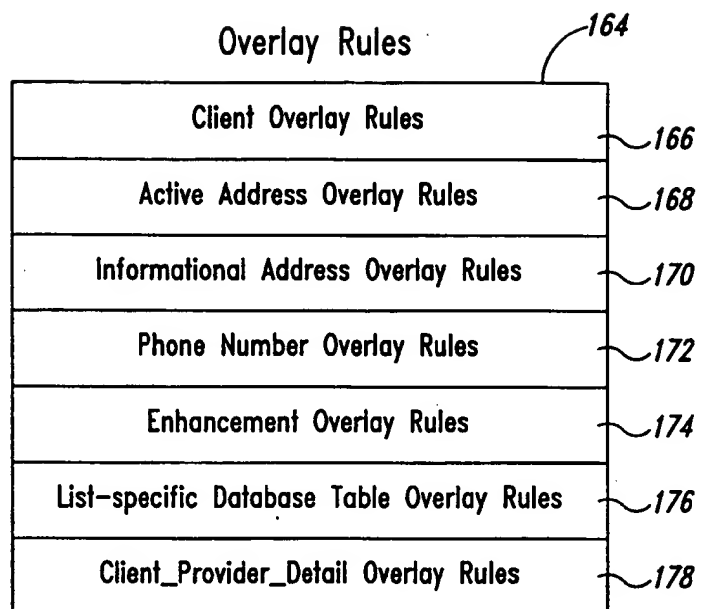 Overlay Rules
164
Client Overlay Rules
166
Active Address Overlay Rules
168
Informational Address Overlay Rules
170
Phone Number Overlay Rules
172
Enhancement Overlay Rules
174
List-specific Database Table Overlay Rules
176
Client_Provider_Detail Overlay Rules
178